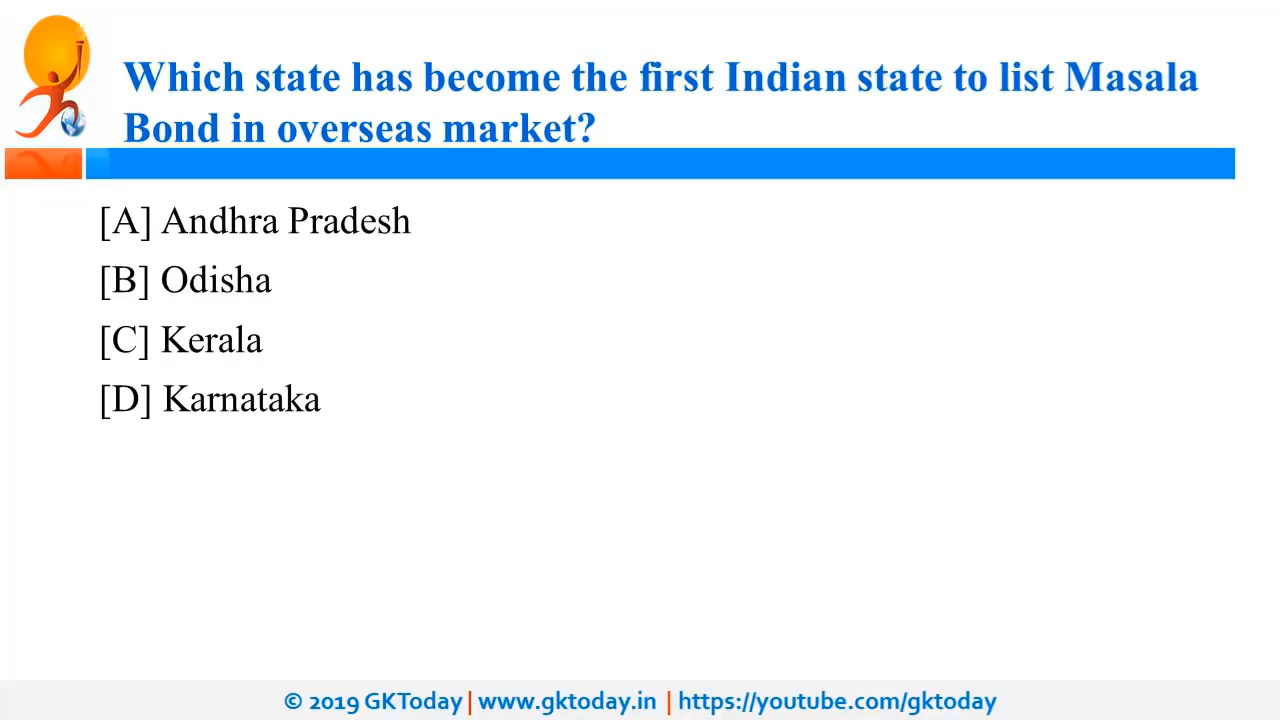 Which state has become the first Indian state to list Masala
Bond in overseas market?
[A] Andhra Pradesh
[B] Odisha
[C] Kerala
[D] Karnataka
© 2019 GKToday | www.gktoday.in | https://youtube.com/gktoday